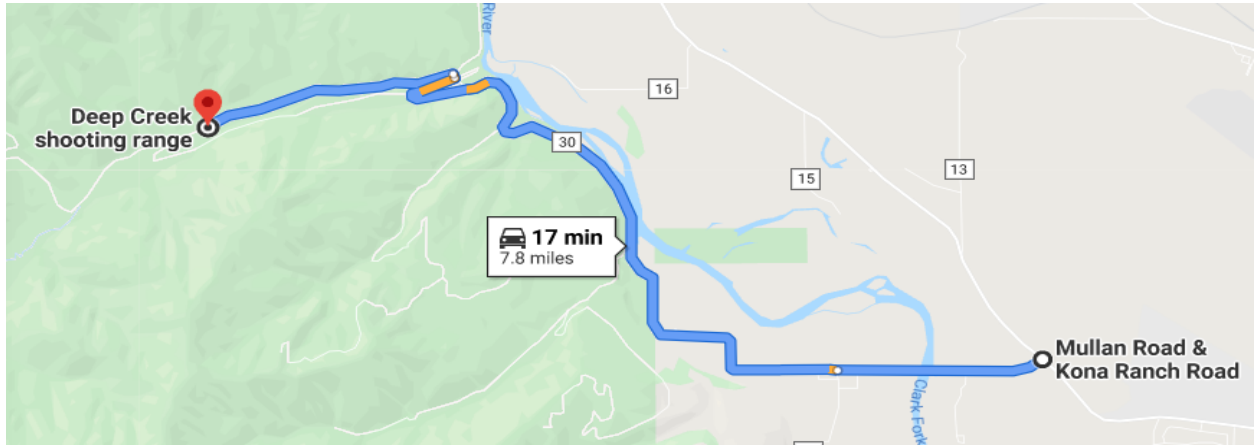 River
16
Deep Creek
shooting range
30
15
13
17 min
7.8 miles
Mullan Road &
Kona Ranch Road
Clark Fork